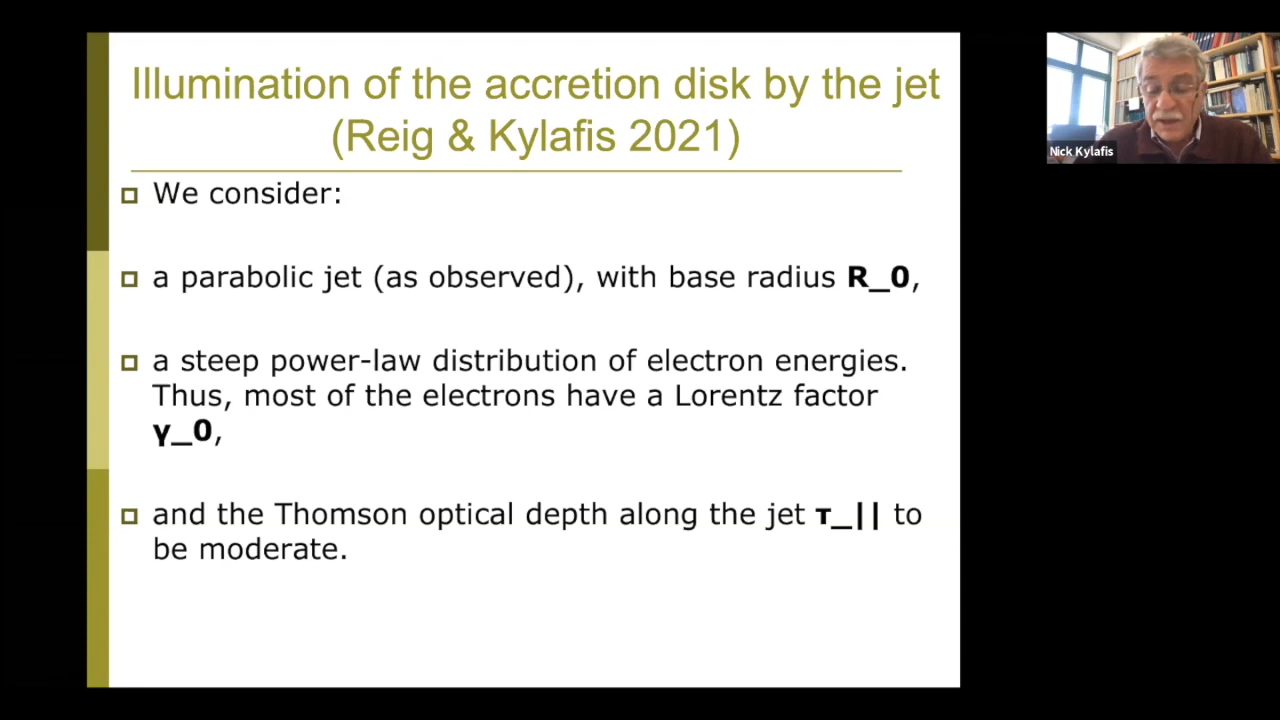 Illumination of the accretion disk by the jet
(Reig & Kylafis 2021)
We consider:
a parabolic jet (as observed), with base radius R_0,
a steep power-law distribution of electron energies.
Thus, most of the electrons have a Lorentz factor
γ_0,
and the Thomson optical depth along the jet τ_|| to
be moderate.
Nick Kylafis